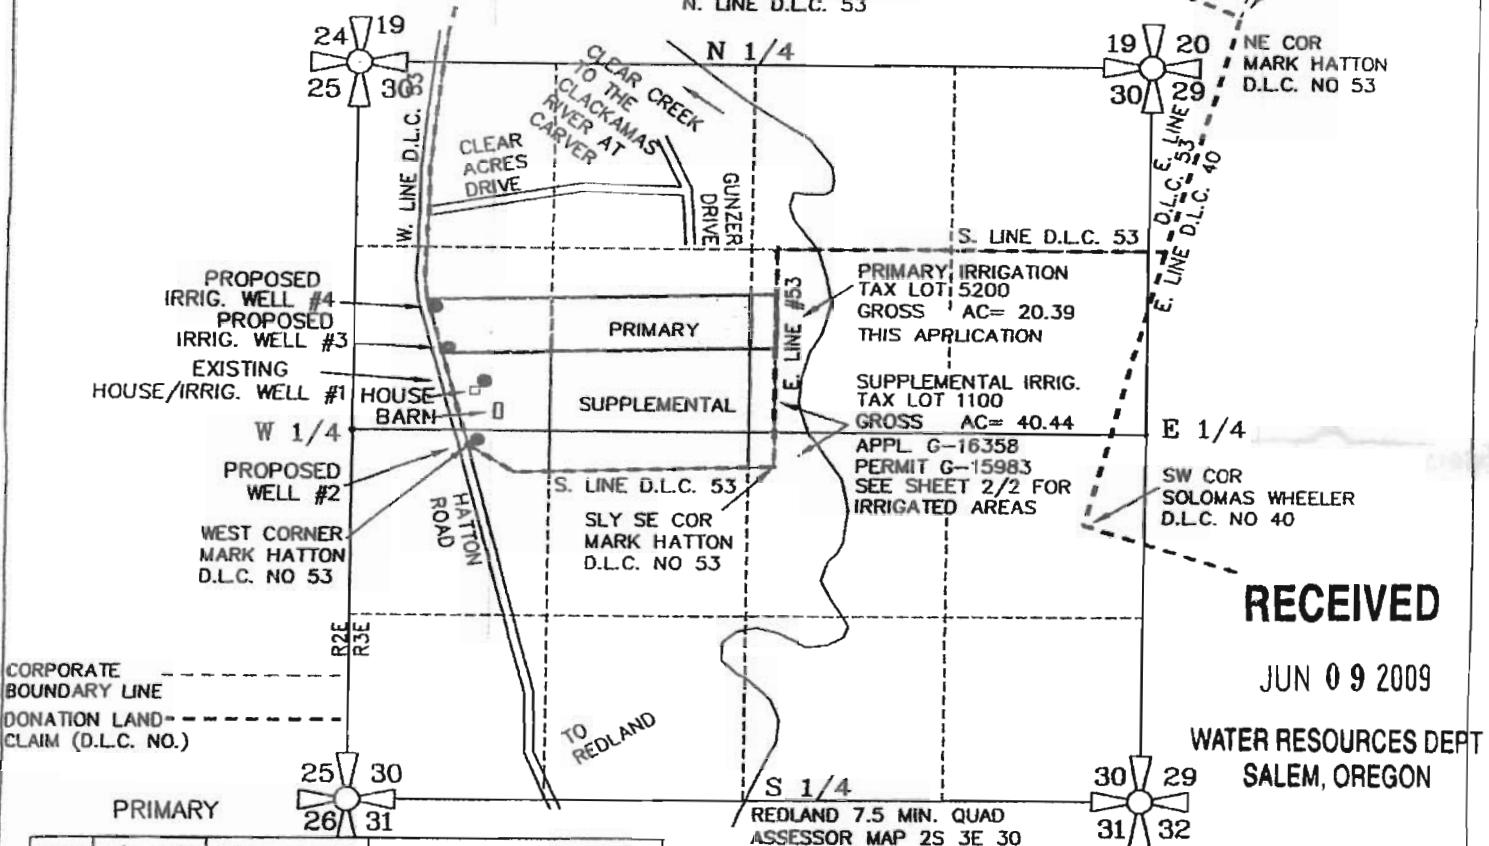 N. LINE D.L.C. 53
24 19
25 30
N 1/4
19 20
30 29
NE COR
MARK HATTON
D.L.C. NO 53
W. LINE D.L.C. 53
CLEAR CREEK
TO THE
CLACKAMAS
RIVER AT
CARVER
CLEAR
ACRES
DRIVE
GUNZER
DRIVE
E. LINE
D.L.C. 53
E. LINE D.L.C. 40
S. LINE D.L.C. 53
PROPOSED
IRRIG. WELL #4
PROPOSED
IRRIG. WELL #3
EXISTING
HOUSE/IRRIG. WELL #1
HOUSE
BARN
PRIMARY
SUPPLEMENTAL
E. LINE #53
PRIMARY IRRIGATION
TAX LOT 5200
GROSS AC= 20.39
THIS APPLICATION
SUPPLEMENTAL IRRIG.
TAX LOT 1100
GROSS AC= 40.44
APPL G-16358
PERMIT G-15983
SEE SHEET 2/2 FOR
IRRIGATED AREAS
W 1/4
E 1/4
PROPOSED
WELL #2
WEST CORNER
MARK HATTON
D.L.C. NO 53
HATTON
ROAD
S. LINE D.L.C. 53
SLY SE COR
MARK HATTON
D.L.C. NO 53
SW COR
SOLOMAS WHEELER
D.L.C. NO 40
RECEIVED
JUN 09 2009
WATER RESOURCES DEPT
SALEM, OREGON
R2E
R3E
CORPORATE
BOUNDARY LINE
DONATION LAND
CLAIM (D.L.C. NO.)
TO
REDLAND
25 30
26 31
S 1/4
30 29
31 32
REDLAND 7.5 MIN. QUAD
ASSESSOR MAP 2S 3E 30
PRIMARY